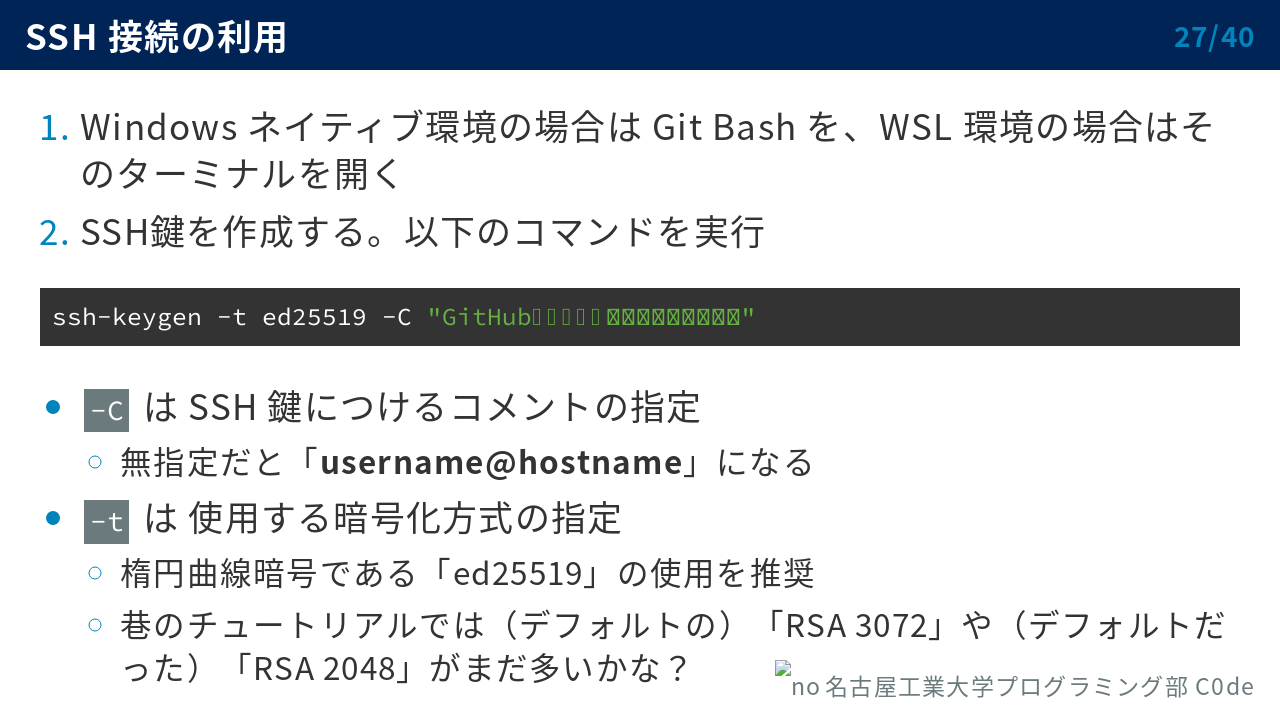 SSH 接続の利用
27/40
1. Windows ネイティブ環境の場合は Git Bash を、WSL 環境の場合はそ
のターミナルを開く
2. SSH鍵を作成する。以下のコマンドを実行
ssh-keygen -t ed25519 -C "GitHub"
-C は SSH 鍵につけるコメントの指定
無指定だと「username@hostname」になる
-t は 使用する暗号化方式の指定
楕円曲線暗号である「ed25519」の使用を推奨
巷のチュートリアルでは（デフォルトの）「RSA 3072」や（デフォルトだ
った）「RSA 2048」がまだ多いかな？
no 名古屋工業大学プログラミング部 C0de